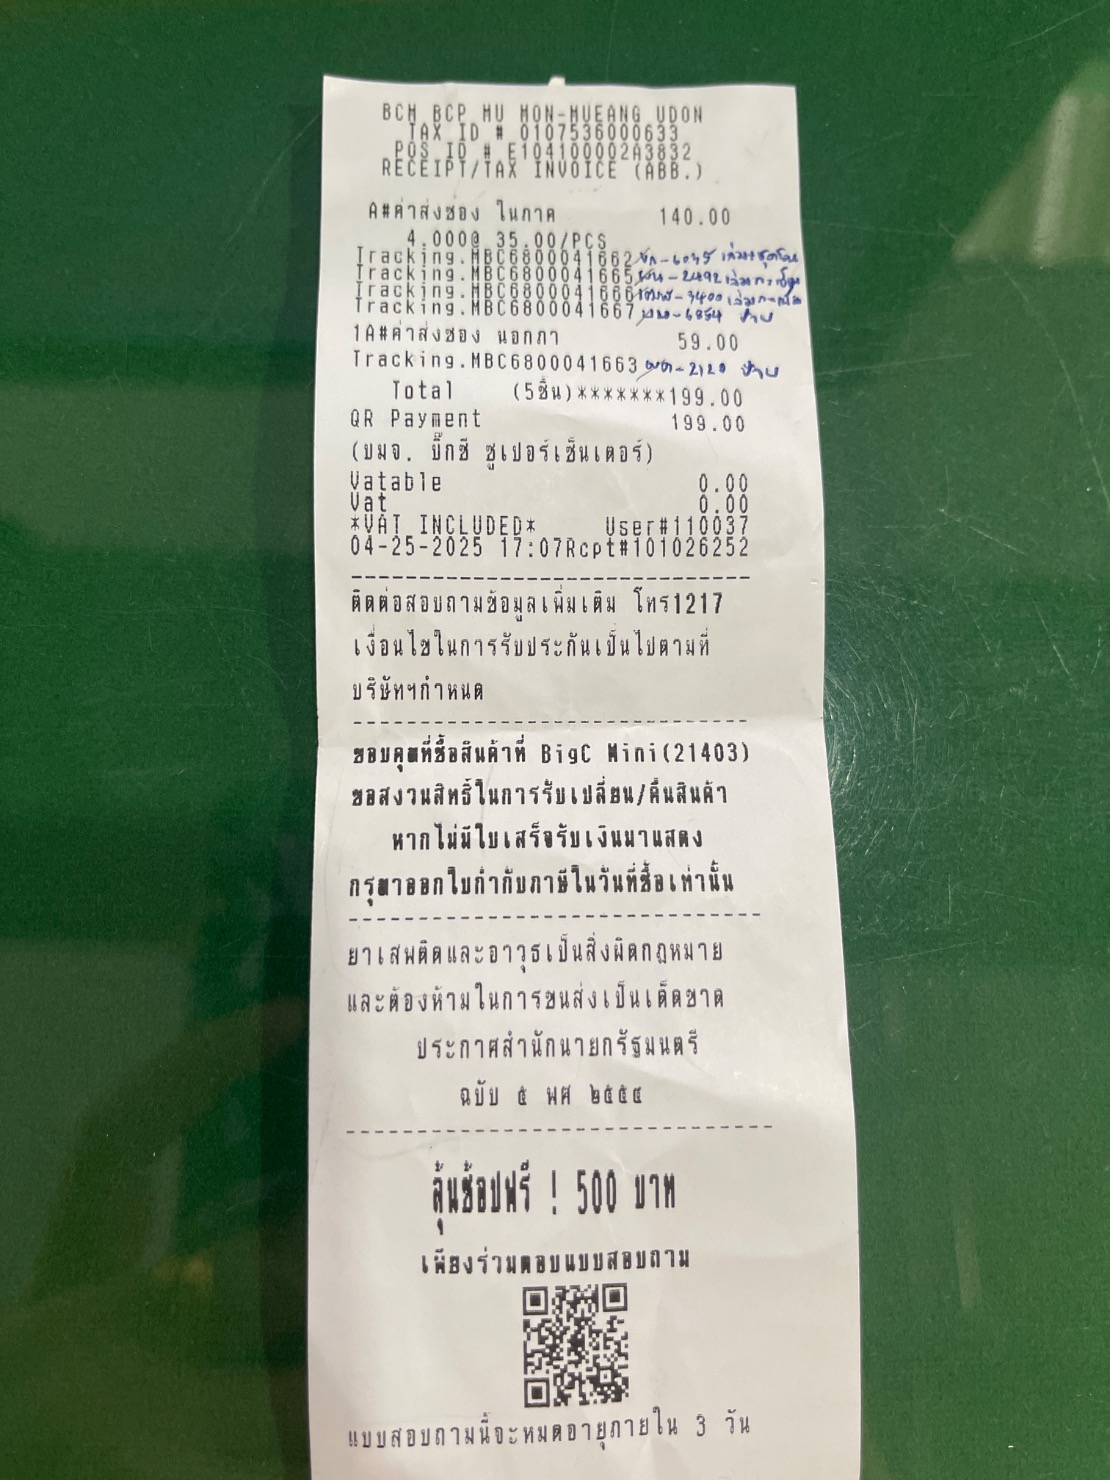 BCM BCP MU MON-MUEANG UDON
TAX ID # 0107536000633
POS ID # E104100002A3832
RECEIPT/TAX INVOICE (ABB.)
A#ค่าส่งซอง ในภาค 140.00
4.000@ 35.00/PCS
Tracking.MBC6800041662
Tracking.MBC6800041665
Tracking.MBC6800041666
Tracking.MBC6800041667
1A#ค่าส่งซอง นอกภา 59.00
Tracking.MBC6800041663
Total (5ชิ้น)*******199.00
QR Payment 199.00
(บมจ. บิ๊กซี ซูเปอร์เซ็นเตอร์)
Vatable 0.00
Vat 0.00
*VAT INCLUDED* User#110037
04-25-2025 17:07Rcpt#101026252
ติดต่อสอบถามข้อมูลเพิ่มเติม โทร1217
เงื่อนไขในการรับประกันเป็นไปตามที่
บริษัทฯกำหนด
ขอบคุณที่ซื้อสินค้าที่ BigC Mini(21403)
ขอสงวนสิทธิ์ในการรับเปลี่ยน/คืนสินค้า
หากไม่มีใบเสร็จรับเงินมาแสดง
กรุณาออกใบกำกับภาษีในวันที่ซื้อเท่านั้น
ยาเสพติดและอาวุธเป็นสิ่งผิดกฎหมาย
และต้องห้ามในการขนส่งเป็นเด็ดขาด
ประกาศสำนักนายกรัฐมนตรี
ฉบับ ๕ พศ ๒๕๕๔
ลุ้นช้อปฟรี ! 500 บาท
เพียงร่วมตอบแบบสอบถาม
แบบสอบถามนี้จะหมดอายุภายใน 3 วัน